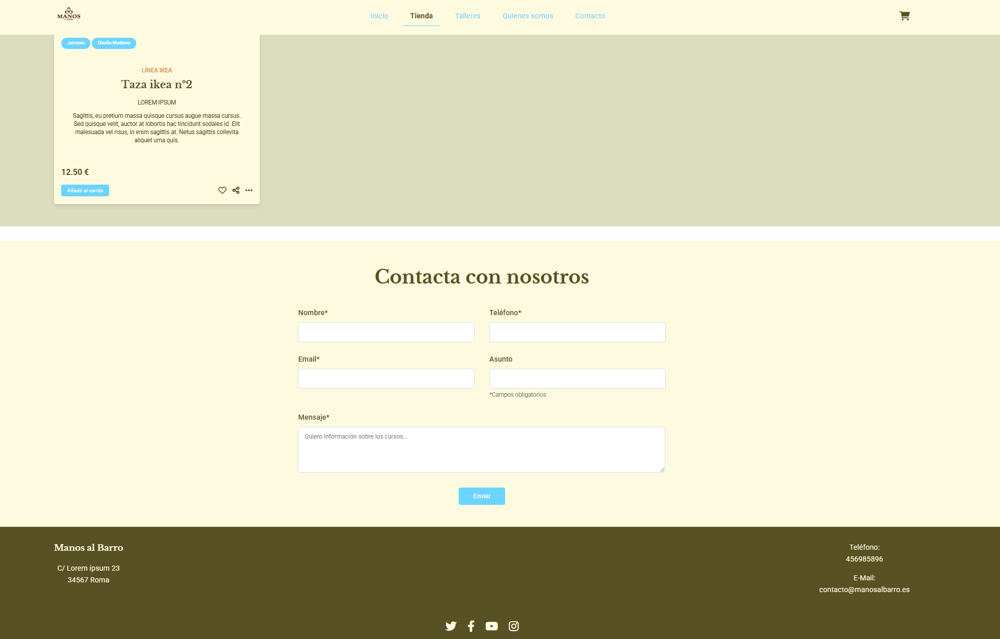 MANOS
AL BARRO
Inicio
Tienda
Talleres
Quienes somos
Contacto
Jarrones
Diseño Moderno
LÍNEA IKEA
Taza ikea nº2
LOREM IPSUM
Sagittis, eu pretium massa quisque cursus augue massa cursus.
Sed quisque velit, auctor at lobortis hac tincidunt sodales id. Elit
malesuada vel risus, in enim sagittis at. Netus sagittis collevita
aliquet urna quis.
12.50 €
Añadir al carrito
Contacta con nosotros
Nombre*
Teléfono*
Email*
Asunto
*Campos obligatorios
Mensaje*
Quiero información sobre los cursos...
Enviar
Manos al Barro
C/ Lorem ipsum 23
34567 Roma
Teléfono:
456985896
E-Mail:
contacto@manosalbarro.es